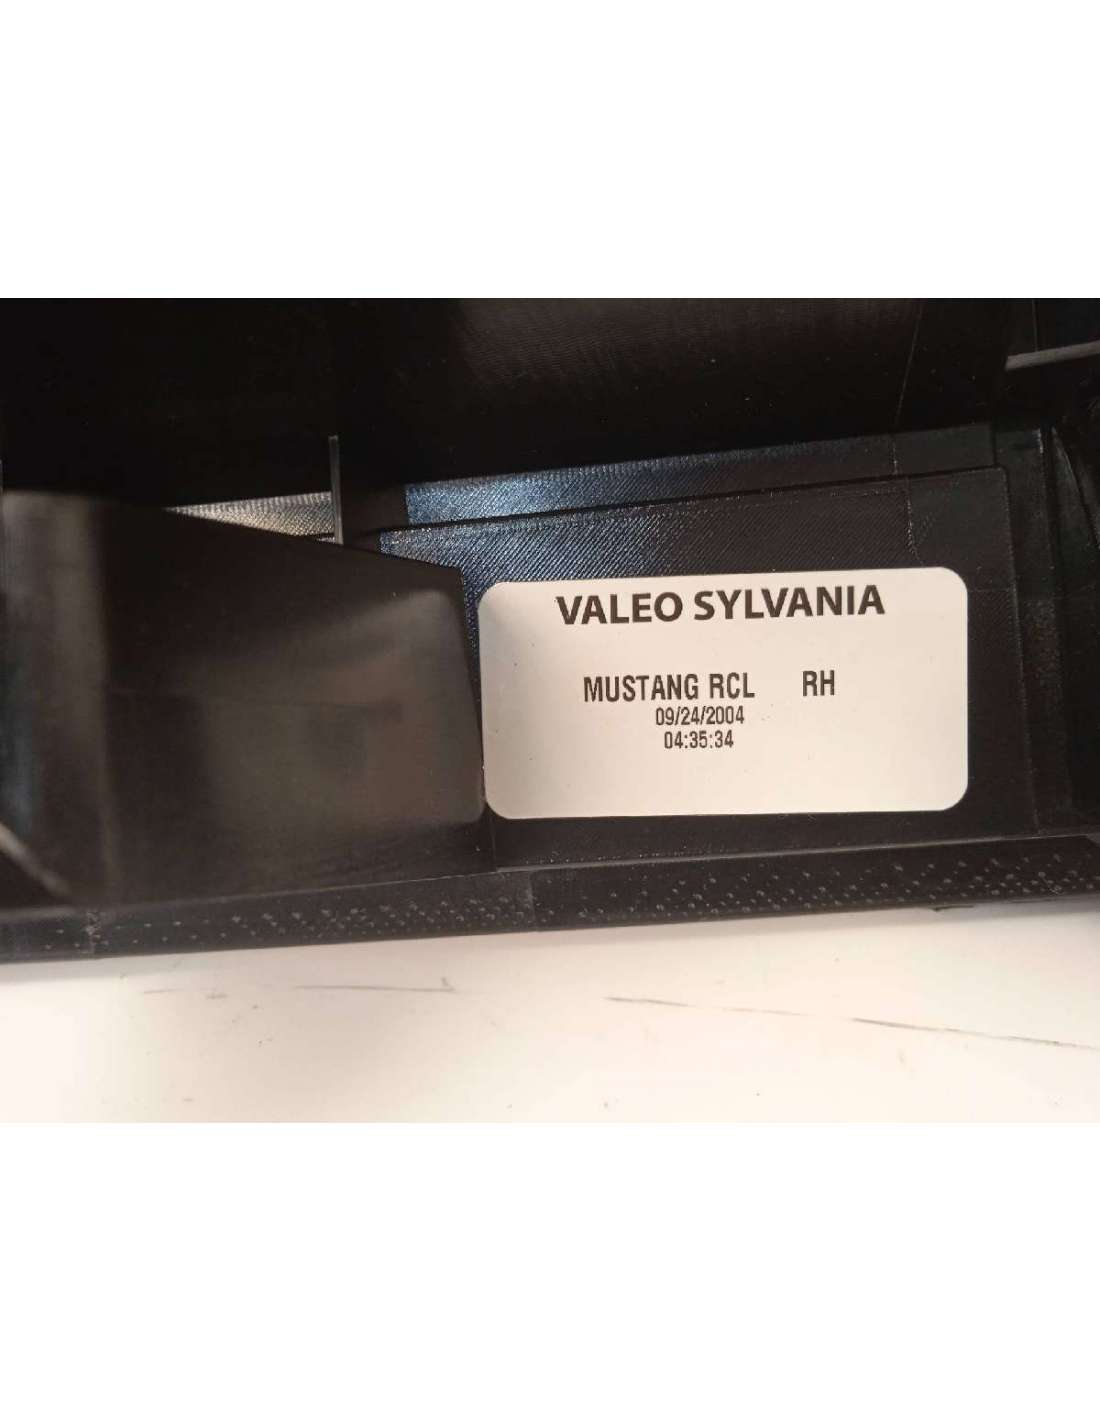 VALEO SYLVANIA
MUSTANG RCL RH
09/24/2004
04:35:34